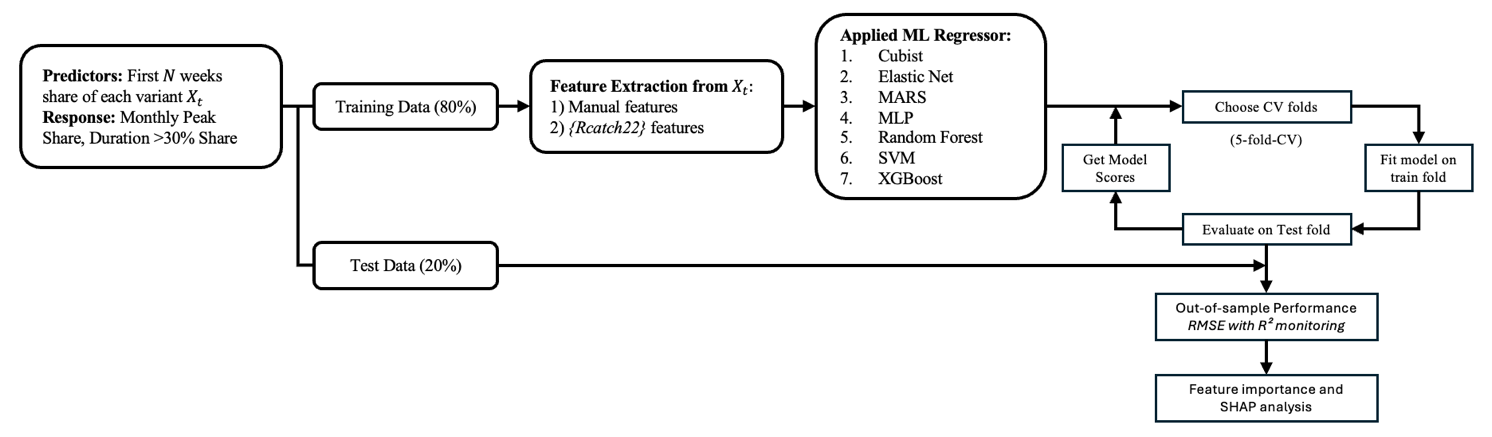 Predictors: First N weeks
share of each variant Xₜ
Response: Monthly Peak
Share, Duration >30% Share
Training Data (80%)
Test Data (20%)
Feature Extraction from Xₜ:
1) Manual features
2) {Rcatch22} features
Applied ML Regressor:
1. Cubist
2. Elastic Net
3. MARS
4. MLP
5. Random Forest
6. SVM
7. XGBoost
Choose CV folds
(5-fold-CV)
Fit model on
train fold
Evaluate on Test fold
Get Model
Scores
Out-of-sample Performance
RMSE with R² monitoring
Feature importance and
SHAP analysis